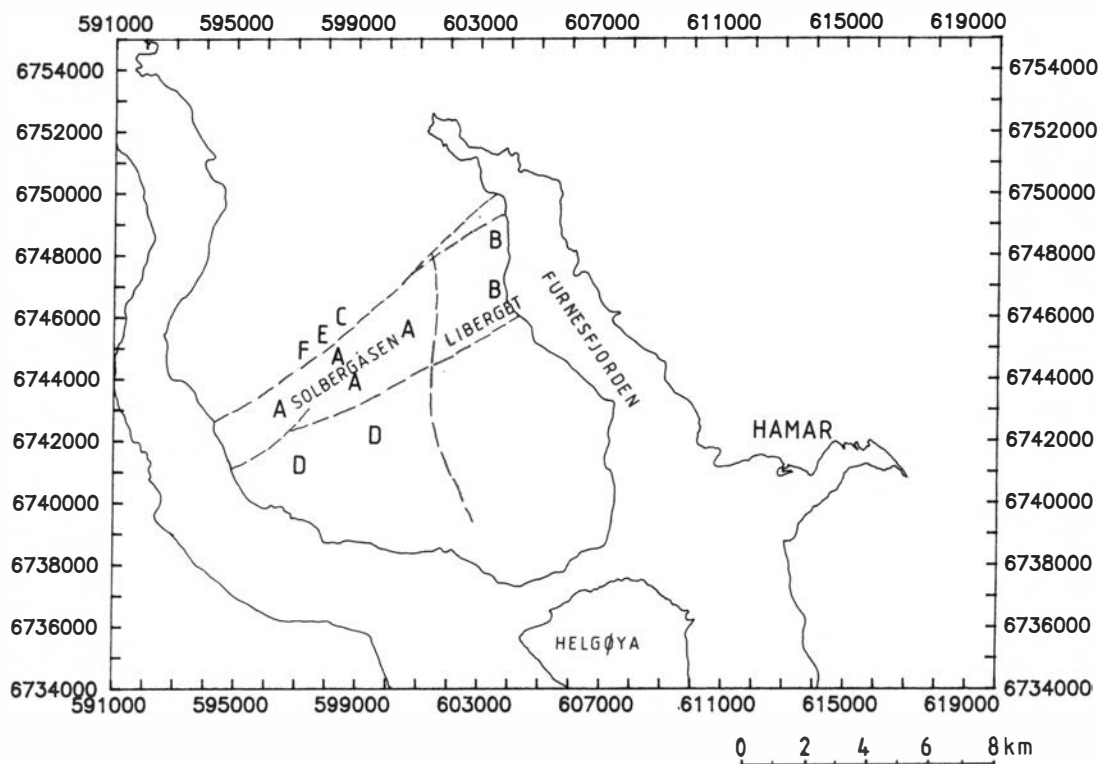 591000 595000 599000 603000 607000 611000 615000 619000
6754000 6754000
6752000 6752000
6750000 6750000
6748000 B 6748000
B
FURNESFJORDEN
6746000 C 6746000
E A LIBERGET
F A
SOLBERGÅSEN
6744000 A 6744000
A
6742000 D HAMAR 6742000
D
6740000 6740000
6738000 6738000
6736000 6736000
HELGØYA
6734000 6734000
591000 595000 599000 603000 607000 611000 615000 619000
0 2 4 6 8 km